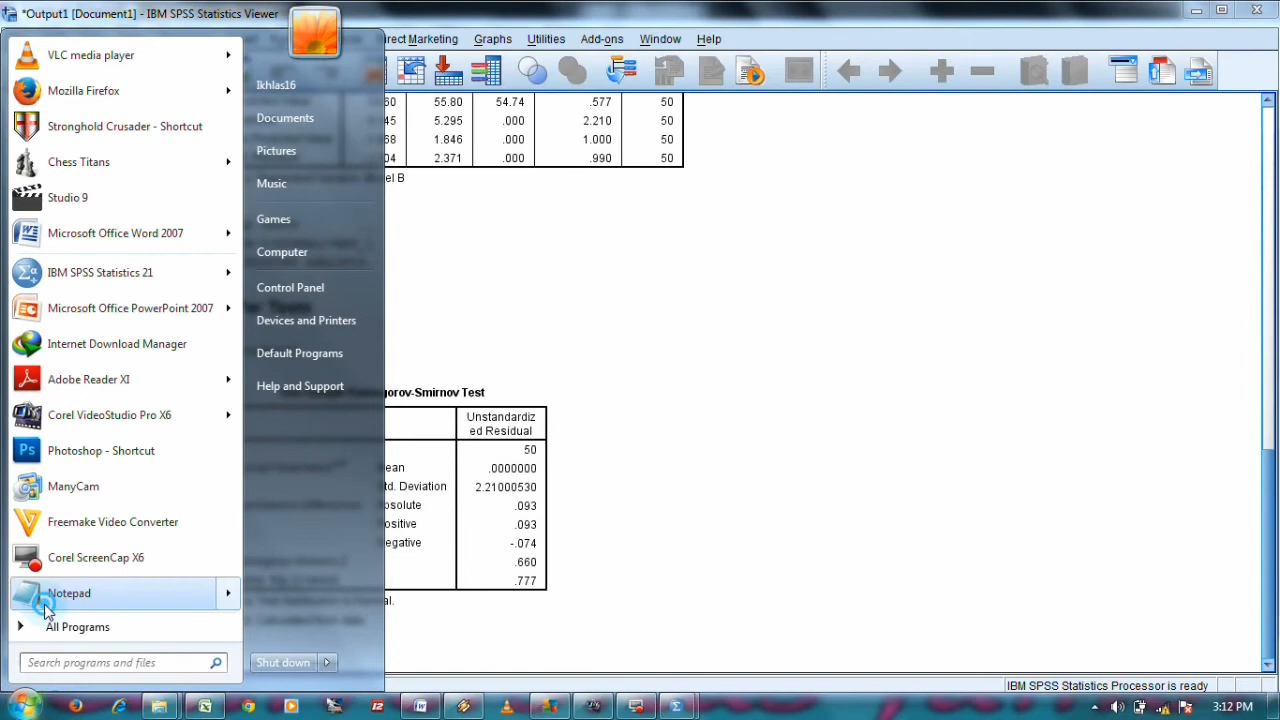 *Output1 [Document1] - IBM SPSS Statistics Viewer
Direct Marketing Graphs Utilities Add-ons Window Help
VLC media player
Mozilla Firefox
Stronghold Crusader - Shortcut
Chess Titans
Studio 9
Microsoft Office Word 2007
IBM SPSS Statistics 21
Microsoft Office PowerPoint 2007
Internet Download Manager
Adobe Reader XI
Corel VideoStudio Pro X6
Photoshop - Shortcut
ManyCam
Freemake Video Converter
Corel ScreenCap X6
Notepad
All Programs
Search programs and files
Ikhlas16
Documents
Pictures
Music
Games
Computer
Control Panel
Devices and Printers
Default Programs
Help and Support
Shut down
60 55.80 54.74 .577 50
45 5.295 .000 2.210 50
68 1.846 .000 1.000 50
04 2.371 .000 .990 50
el B
gorov-Smirnov Test
Unstandardiz
ed Residual
50
ean .0000000
td. Deviation 2.21000530
bsolute .093
ositive .093
egative -.074
.660
.777
al.
IBM SPSS Statistics Processor is ready
3:12 PM